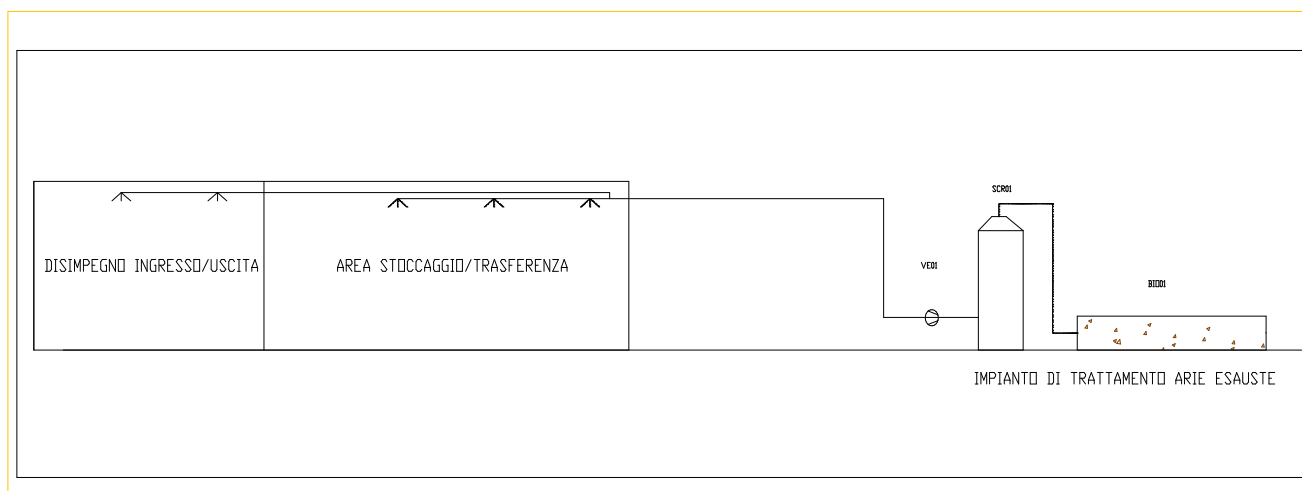 SCR01
DISIMPEGNO INGRESSO/USCITA
AREA STOCCAGGIO/TRASFERENZA
VE01
BIO01
IMPIANTO DI TRATTAMENTO ARIE ESAUSTE